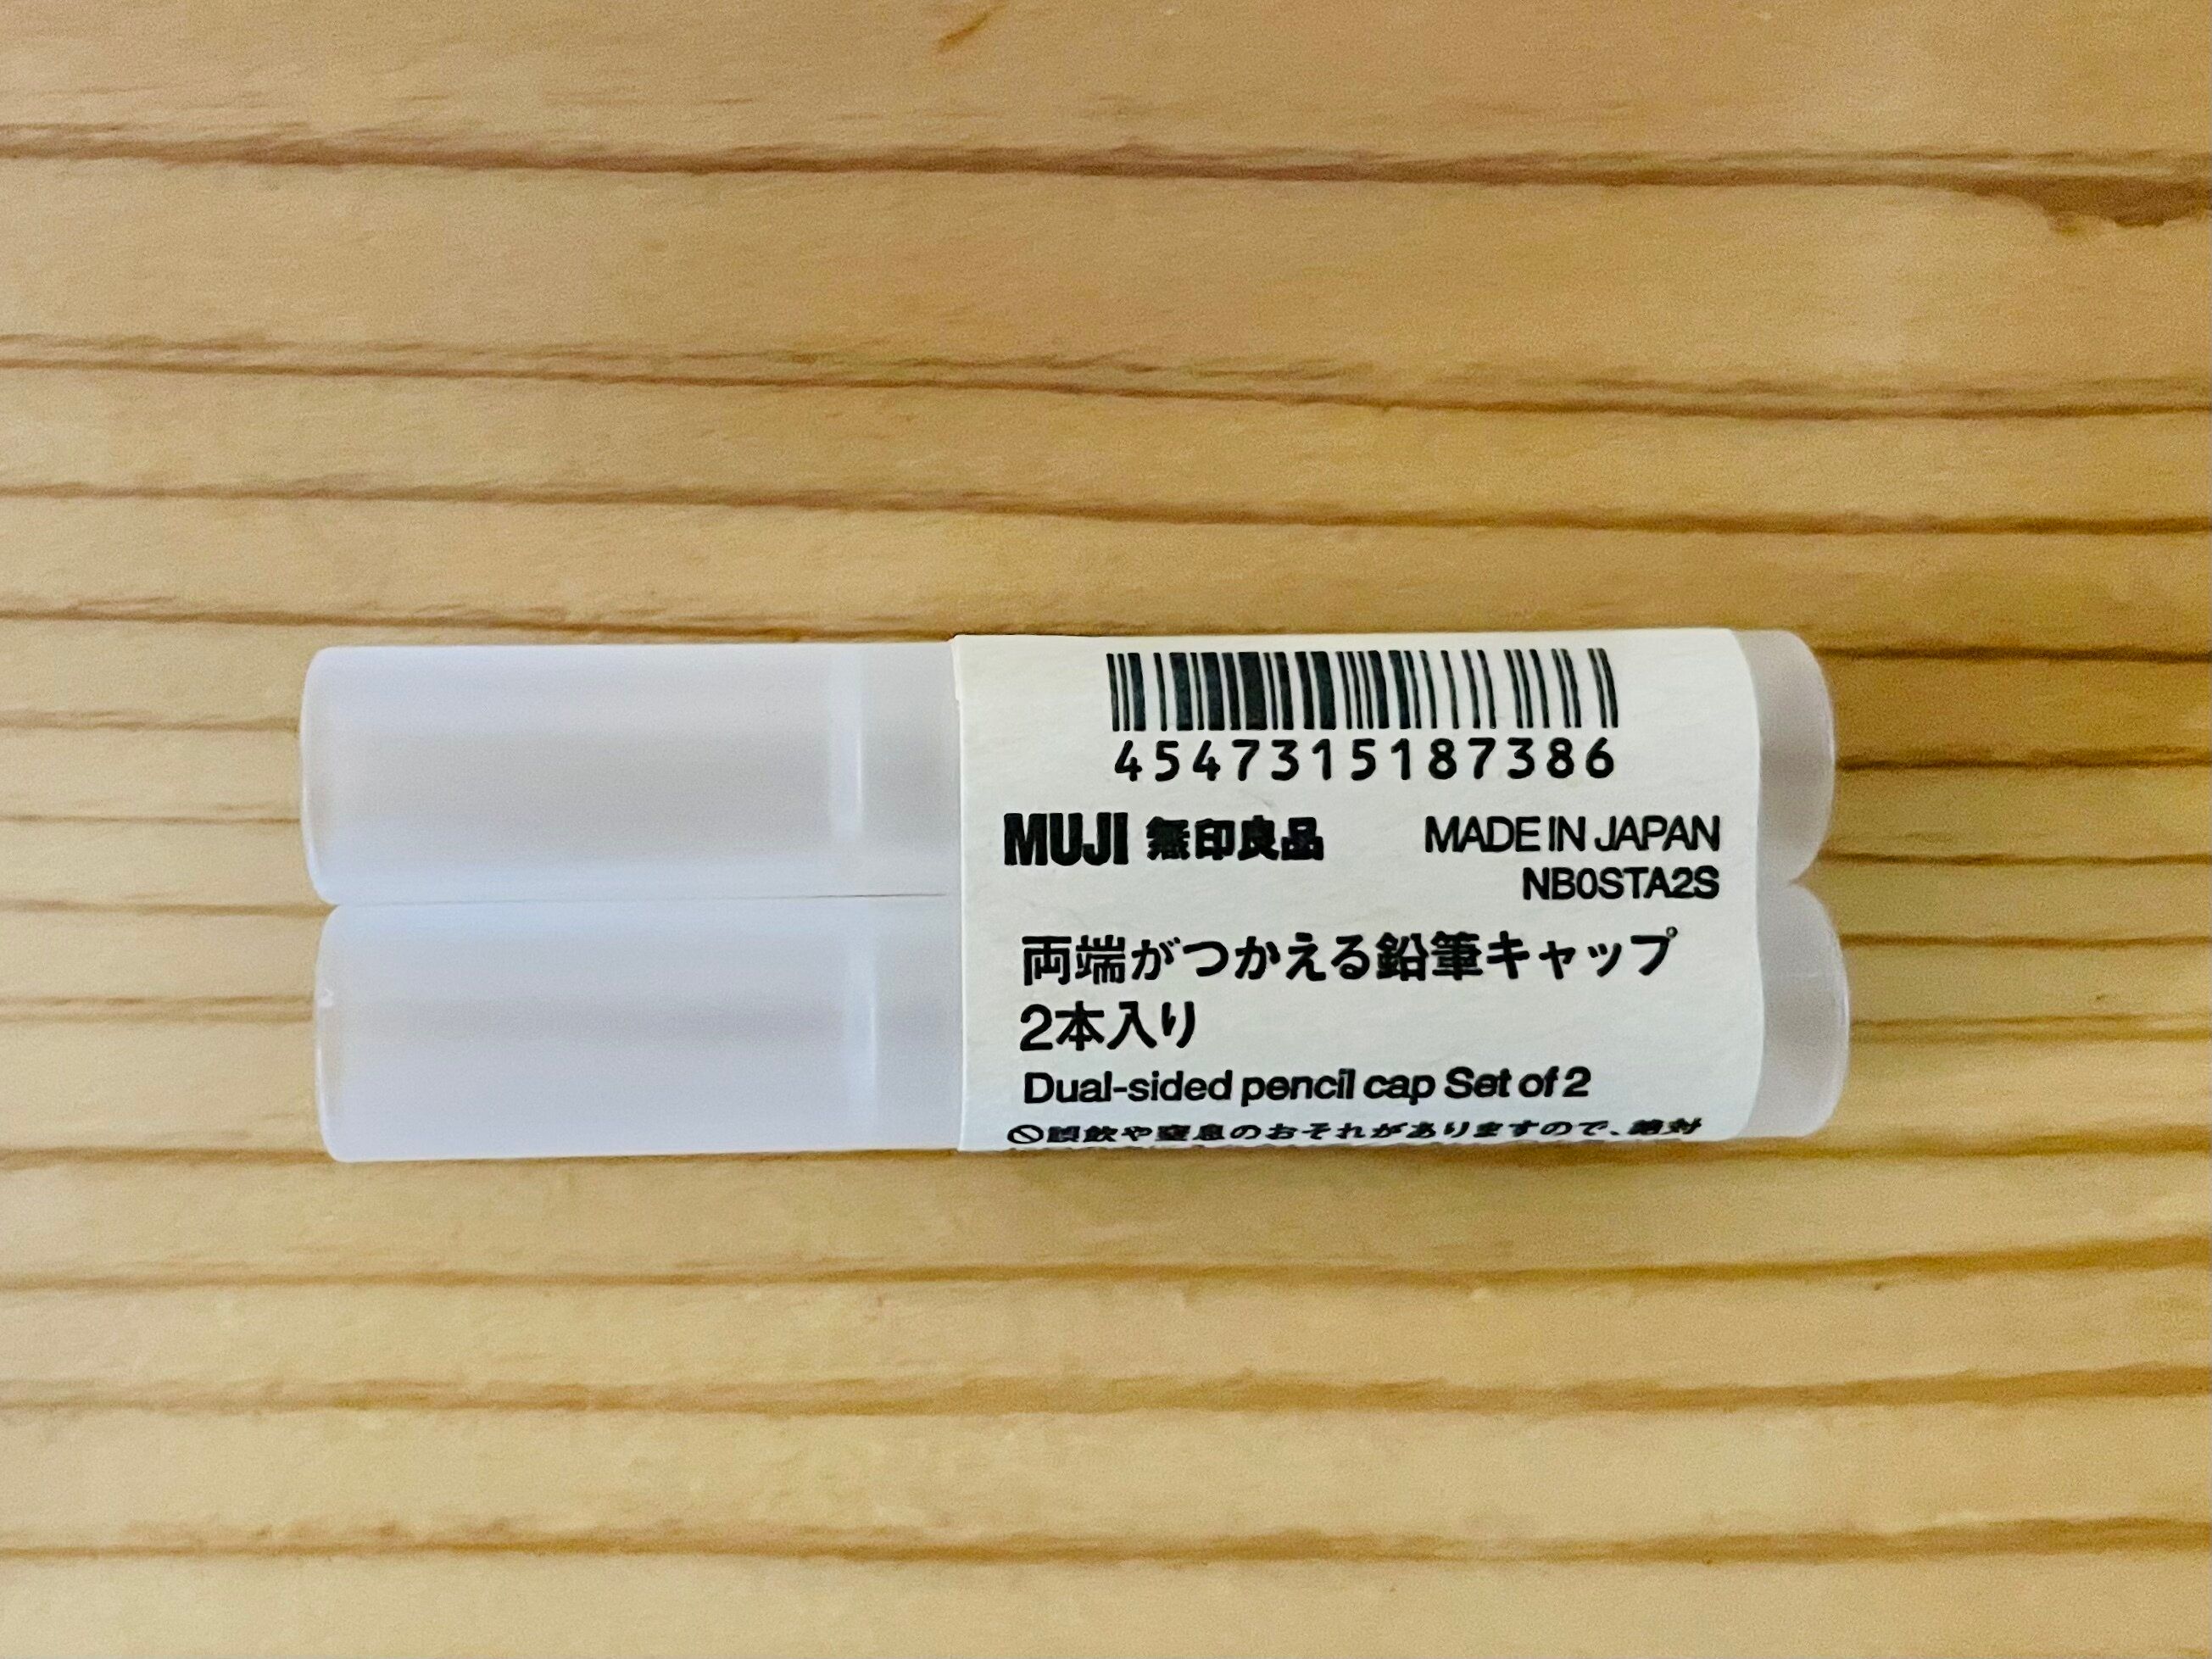 4547315187386
MUJI 無印良品
MADE IN JAPAN
NB0STA2S
両端がつかえる鉛筆キャップ
2本入り
Dual-sided pencil cap Set of 2
誤飲や窒息のおそれがありますので、絶対